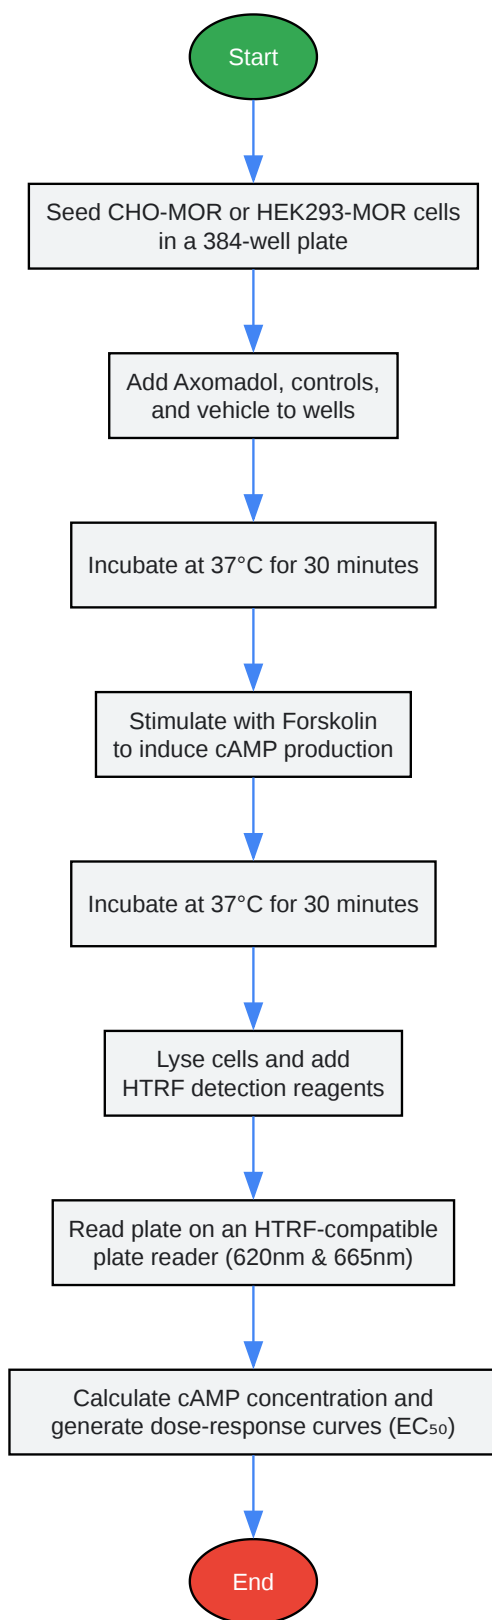 Start
Seed CHO-MOR or HEK293-MOR cells
in a 384-well plate
Add Axomadol, controls,
and vehicle to wells
Incubate at 37°C for 30 minutes
Stimulate with Forskolin
to induce cAMP production
Incubate at 37°C for 30 minutes
Lyse cells and add
HTRF detection reagents
Read plate on an HTRF-compatible
plate reader (620nm & 665nm)
Calculate cAMP concentration and
generate dose-response curves (EC₅₀)
End